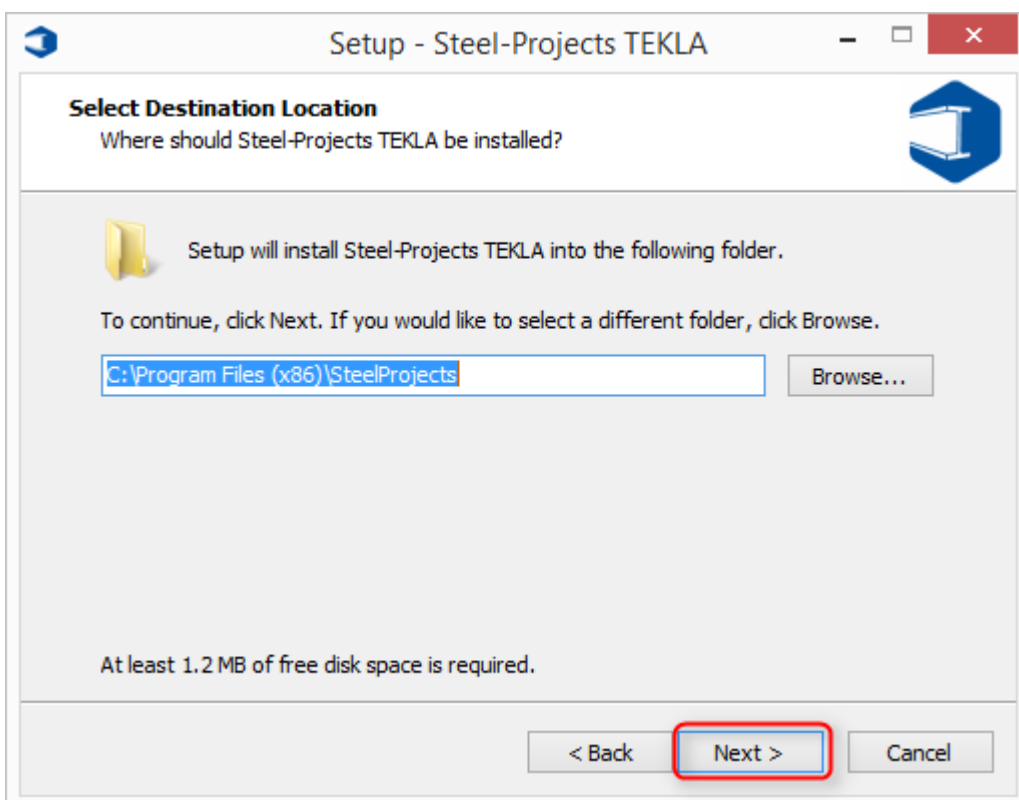 Setup - Steel-Projects TEKLA
Select Destination Location
Where should Steel-Projects TEKLA be installed?
Setup will install Steel-Projects TEKLA into the following folder.
To continue, click Next. If you would like to select a different folder, click Browse.
C:\Program Files (x86)\SteelProjects
Browse...
At least 1.2 MB of free disk space is required.
< Back
Next >
Cancel